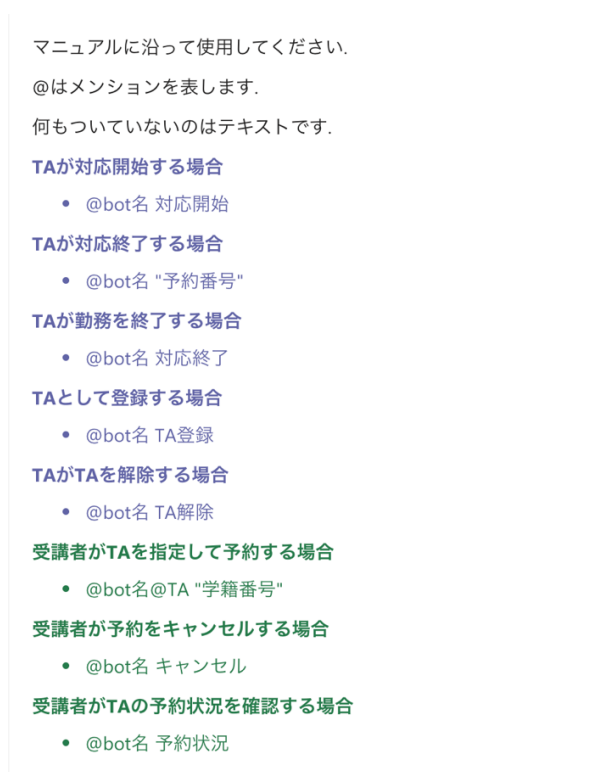 マニュアルに沿って使用してください.
@はメンションを表します.
何もついていないのはテキストです.
TAが対応開始する場合
• @bot名 対応開始
TAが対応終了する場合
• @bot名 "予約番号"
TAが勤務を終了する場合
• @bot名 対応終了
TAとして登録する場合
• @bot名 TA登録
TAがTAを解除する場合
• @bot名 TA解除
受講者がTAを指定して予約する場合
• @bot名@TA "学籍番号"
受講者が予約をキャンセルする場合
• @bot名 キャンセル
受講者がTAの予約状況を確認する場合
• @bot名 予約状況